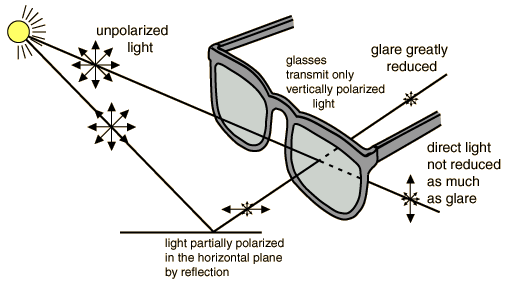 unpolarized
light
glasses
transmit only
vertically polarized
light
glare greatly
reduced
direct light
not reduced
as much
as glare
light partially polarized
in the horizontal plane
by reflection